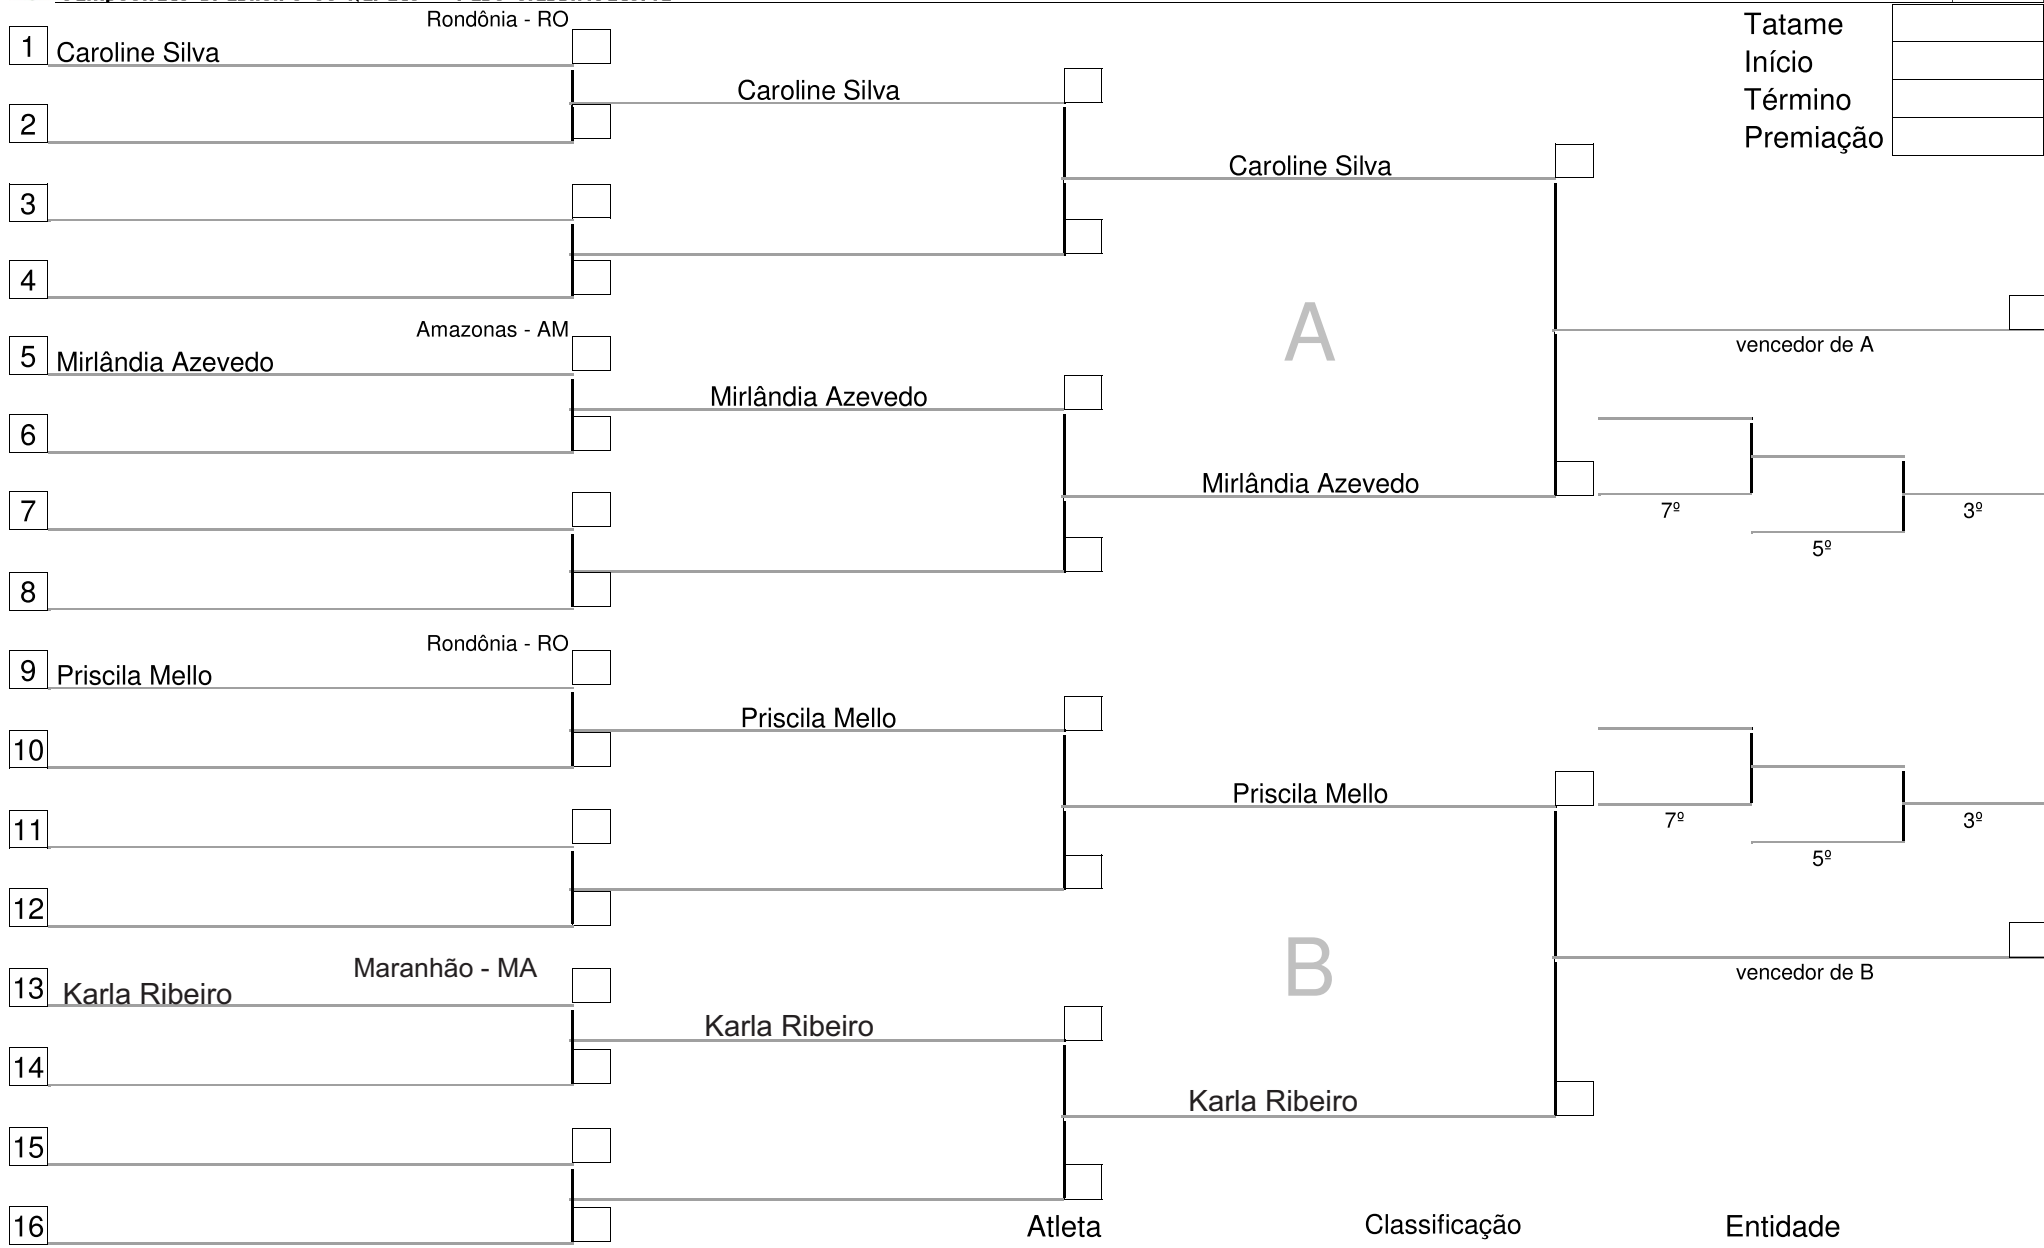 Rondônia - RO
Tatame
1 Caroline Silva
Início
Caroline Silva
Término
2
Premiação
Caroline Silva
3
4
A
Amazonas - AM
vencedor de A
5 Mirlândia Azevedo
Mirlândia Azevedo
6
Mirlândia Azevedo
7
7º
3º
5º
8
Rondônia - RO
9 Priscila Mello
Priscila Mello
10
Priscila Mello
11
7º
3º
5º
12
Maranhão - MA
B
vencedor de B
13 Karla Ribeiro
Karla Ribeiro
14
Karla Ribeiro
15
16
Atleta
Classificação
Entidade